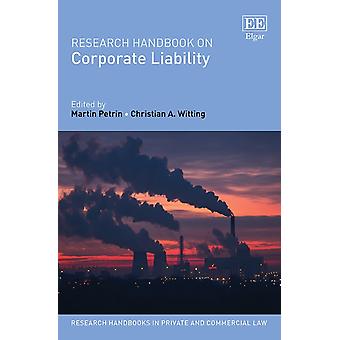 EE
Elgar
RESEARCH HANDBOOK ON
Corporate Liability
Edited by
Martin Petrin • Christian A. Witting
RESEARCH HANDBOOKS IN PRIVATE AND COMMERCIAL LAW